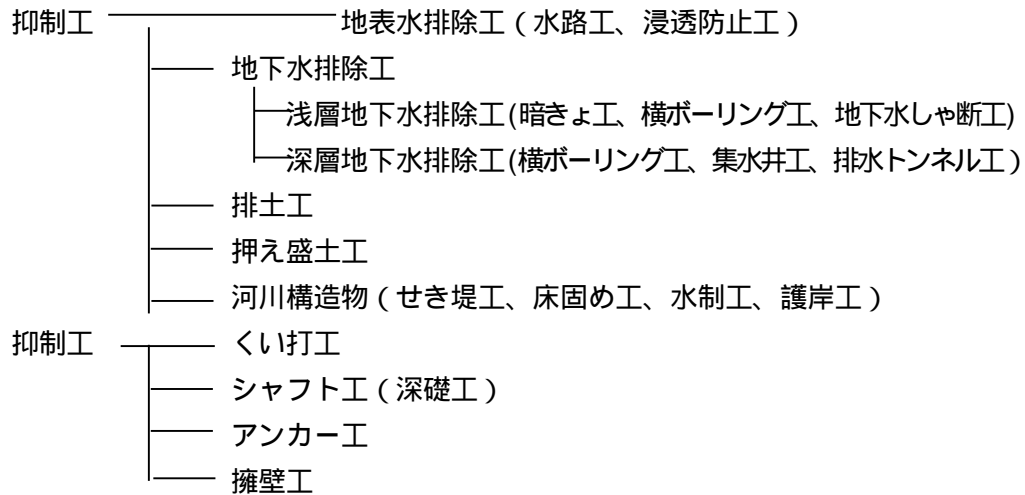 抑制工 地表水排除工（水路工、浸透防止工）
地下水排除工
浅層地下水排除工(暗きょ工、横ボーリング工、地下水しゃ断工)
深層地下水排除工(横ボーリング工、集水井工、排水トンネル工）
排土工
押え盛土工
河川構造物（せき堤工、床固め工、水制工、護岸工）
抑制工 くい打工
シャフト工（深礎工）
アンカー工
擁壁工